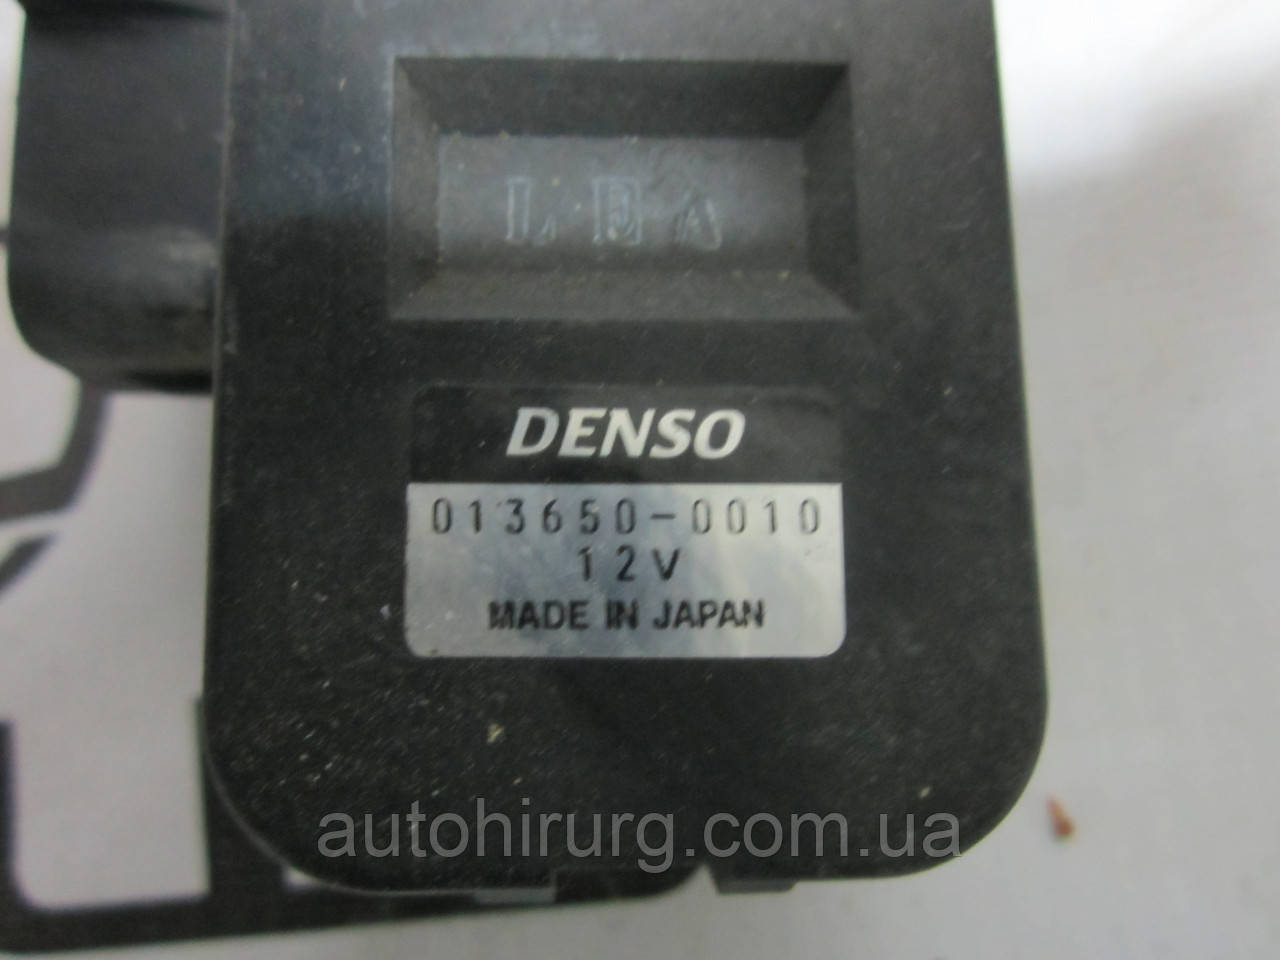 LEA
DENSO
013650-0010
12V
MADE IN JAPAN
autohirurg.com.ua